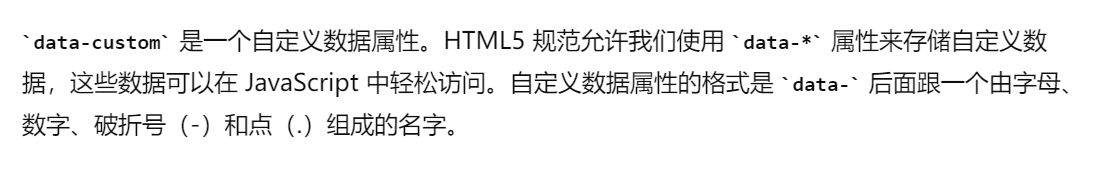 `data-custom` 是一个自定义数据属性。HTML5 规范允许我们使用 `data-*` 属性来存储自定义数
据，这些数据可以在 JavaScript 中轻松访问。自定义数据属性的格式是 `data-` 后面跟一个由字母、
数字、破折号（-）和点（.）组成的名字。